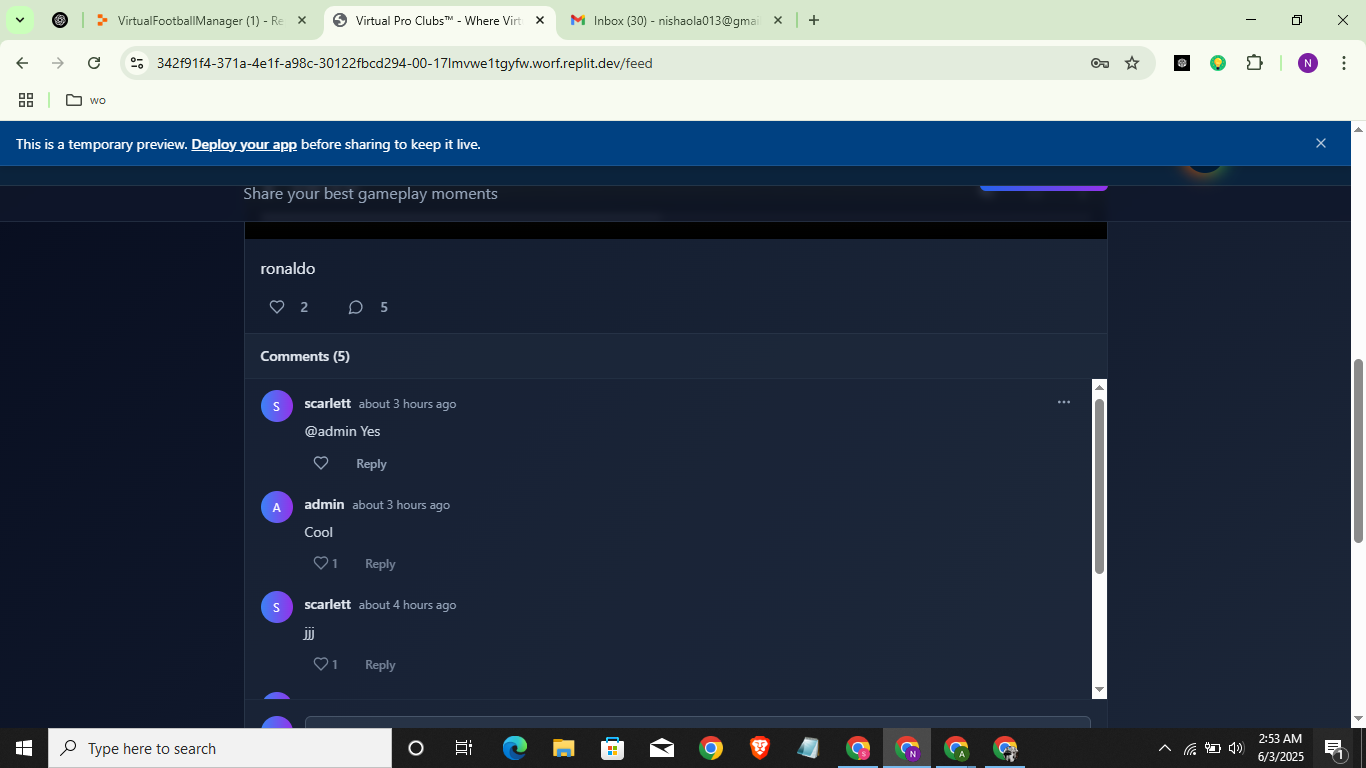 VirtualFootballManager (1) - Re
Virtual Pro Clubs™ - Where Virt
Inbox (30) - nishaola013@gmai
342f91f4-371a-4e1f-a98c-30122fbcd294-00-17lmvwe1tgyfw.worf.replit.dev/feed
N
wo
This is a temporary preview. Deploy your app before sharing to keep it live.
Share your best gameplay moments
ronaldo
2 5
Comments (5)
S scarlett about 3 hours ago
@admin Yes
Reply
A admin about 3 hours ago
Cool
1 Reply
S scarlett about 4 hours ago
jjj
1 Reply
Type here to search
S
N
A
2:53 AM
6/3/2025
1